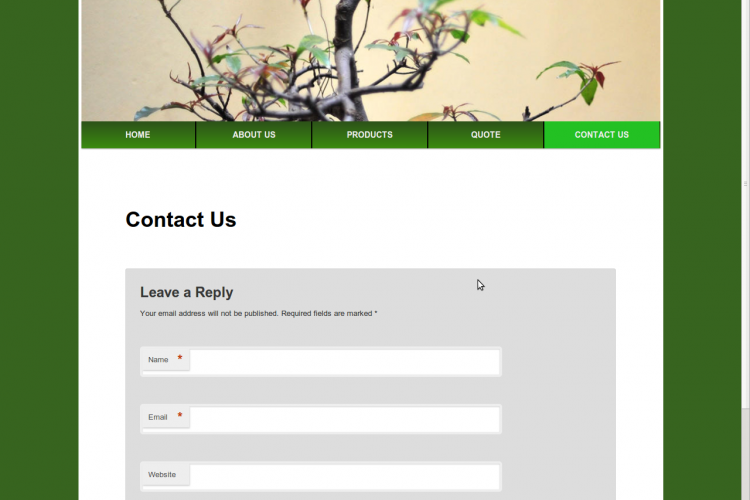 HOME ABOUT US PRODUCTS QUOTE CONTACT US
Contact Us
Leave a Reply
Your email address will not be published. Required fields are marked *
Name *
Email *
Website